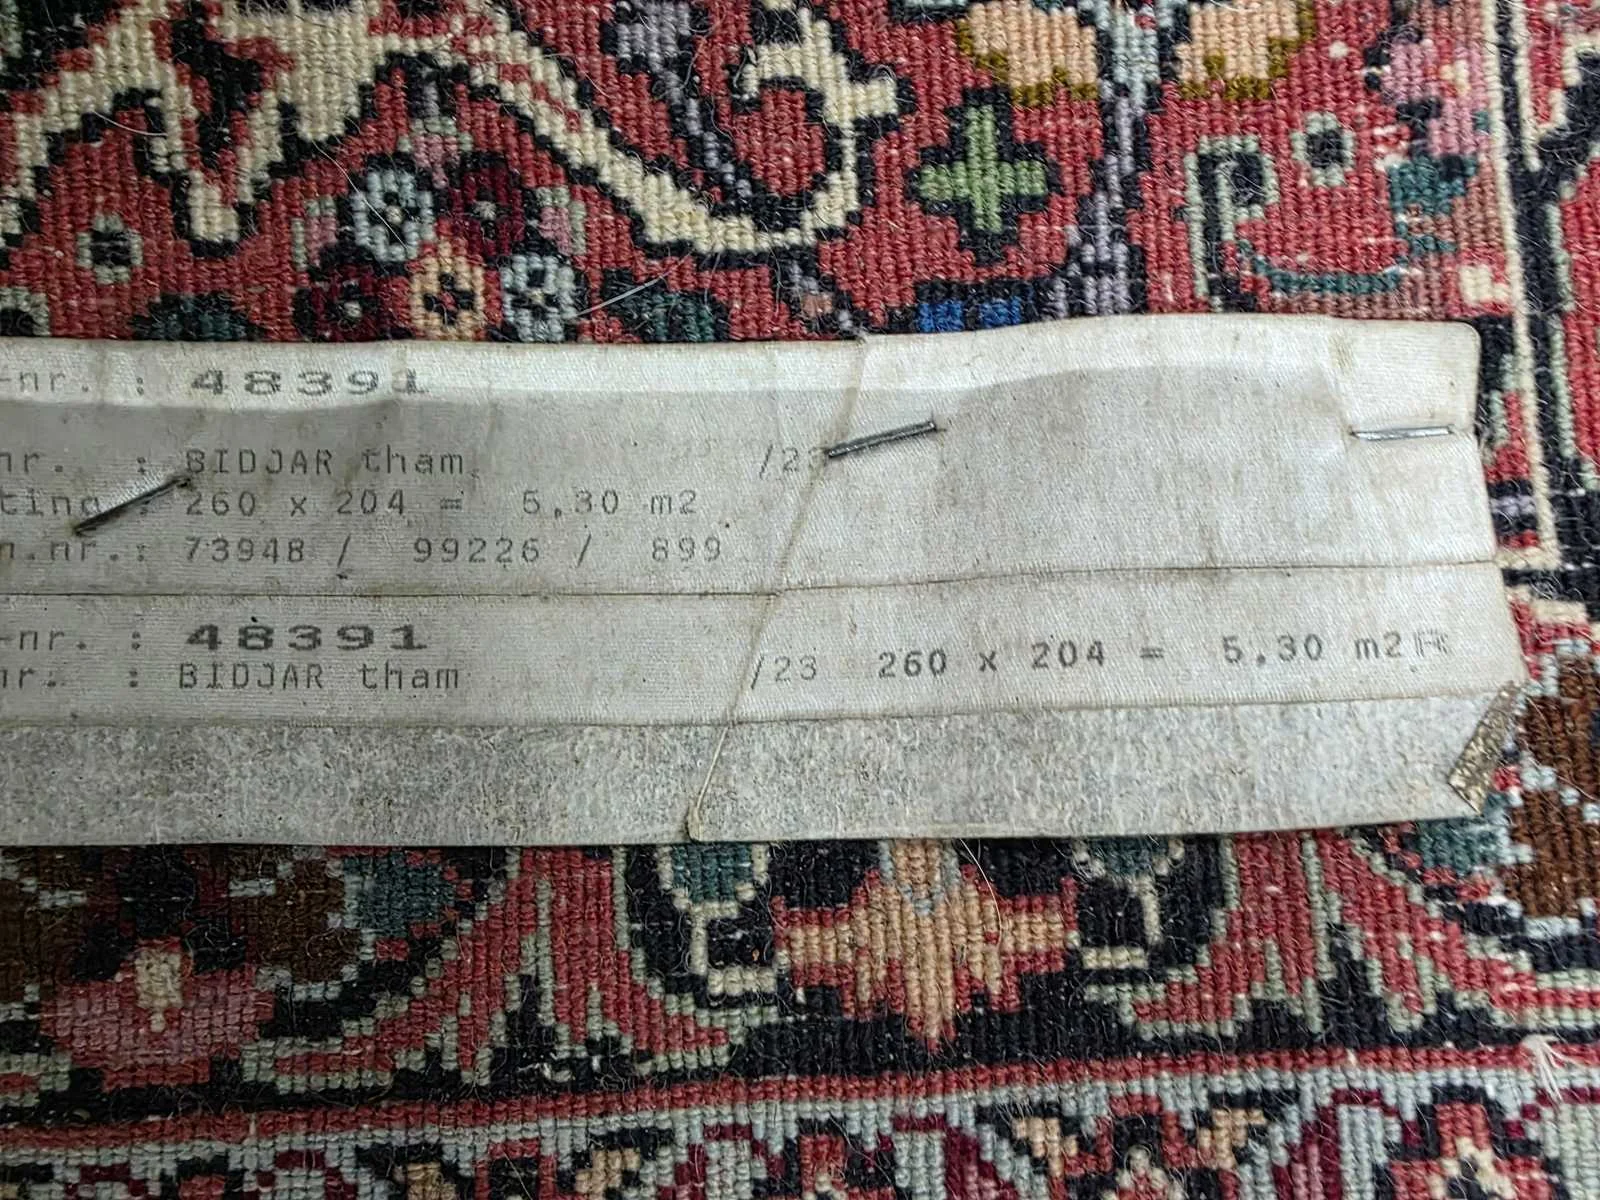 -nr. : 48391
nr. : BIDJAR tham. /23
ting : 260 x 204 = 5,30 m2
n.nr.: 73948 / 99226 / 899
-nr. : 48391
nr. : BIDJAR tham /23 260 x 204 = 5,30 m2